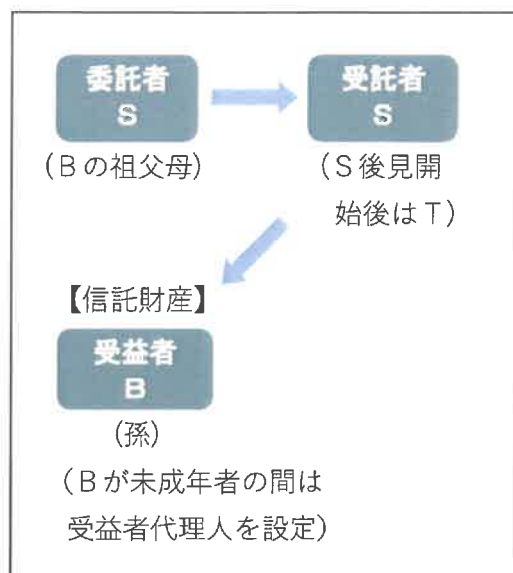 委託者
S
受託者
S
(Bの祖父母)
(S後見開
始後はT)
【信託財産】
受益者
B
(孫)
(Bが未成年者の間は
受益者代理人を設定)